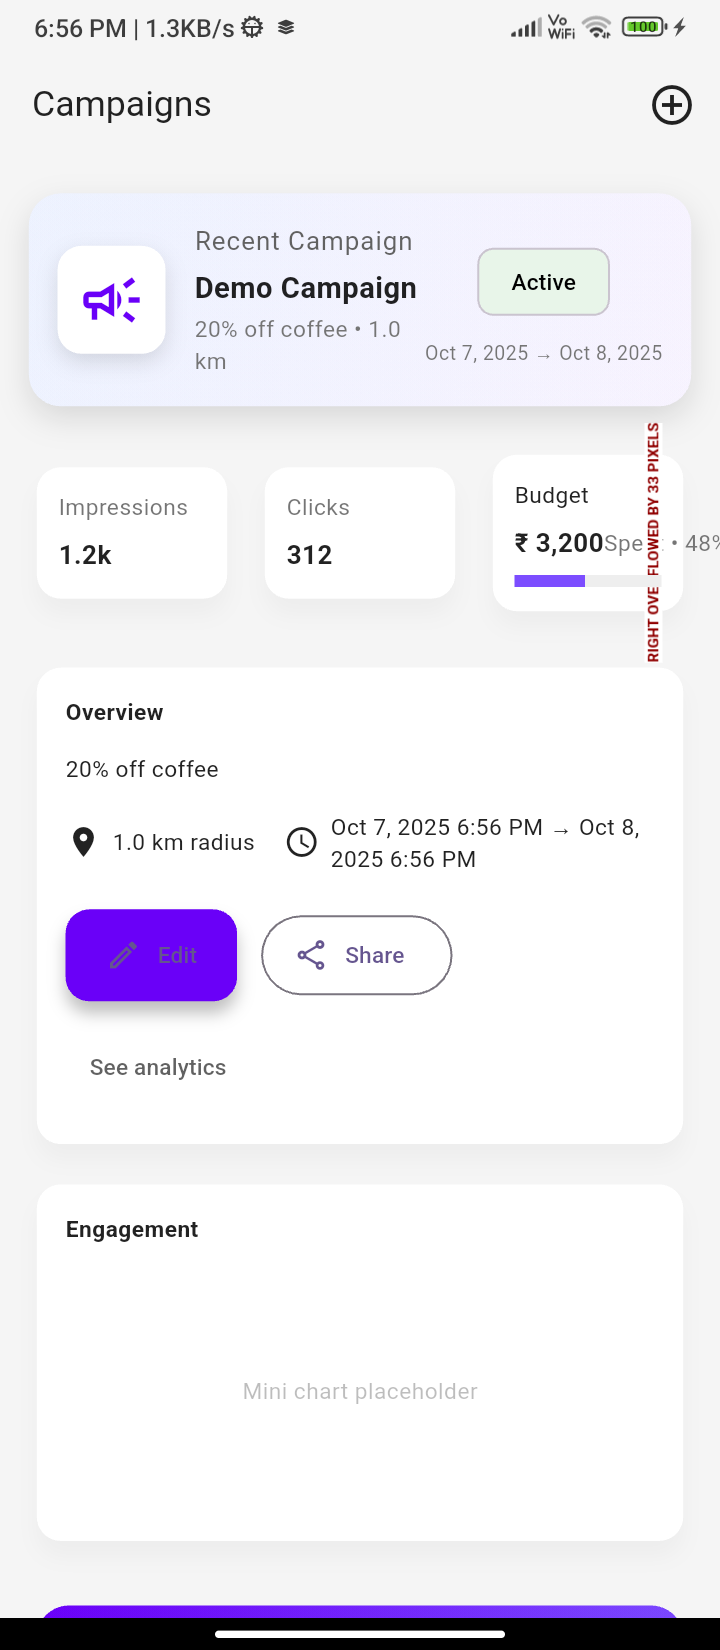 6:56 PM | 1.3KB/s
Vo
WiFi
100
Campaigns
Recent Campaign
Demo Campaign
20% off coffee • 1.0
km
Active
Oct 7, 2025 → Oct 8, 2025
Impressions
1.2k
Clicks
312
Budget
₹ 3,200 • 48%
RIGHT OVE FLOWED BY 33 PIXELS
Overview
20% off coffee
1.0 km radius
Oct 7, 2025 6:56 PM → Oct 8,
2025 6:56 PM
Edit
Share
See analytics
Engagement
Mini chart placeholder